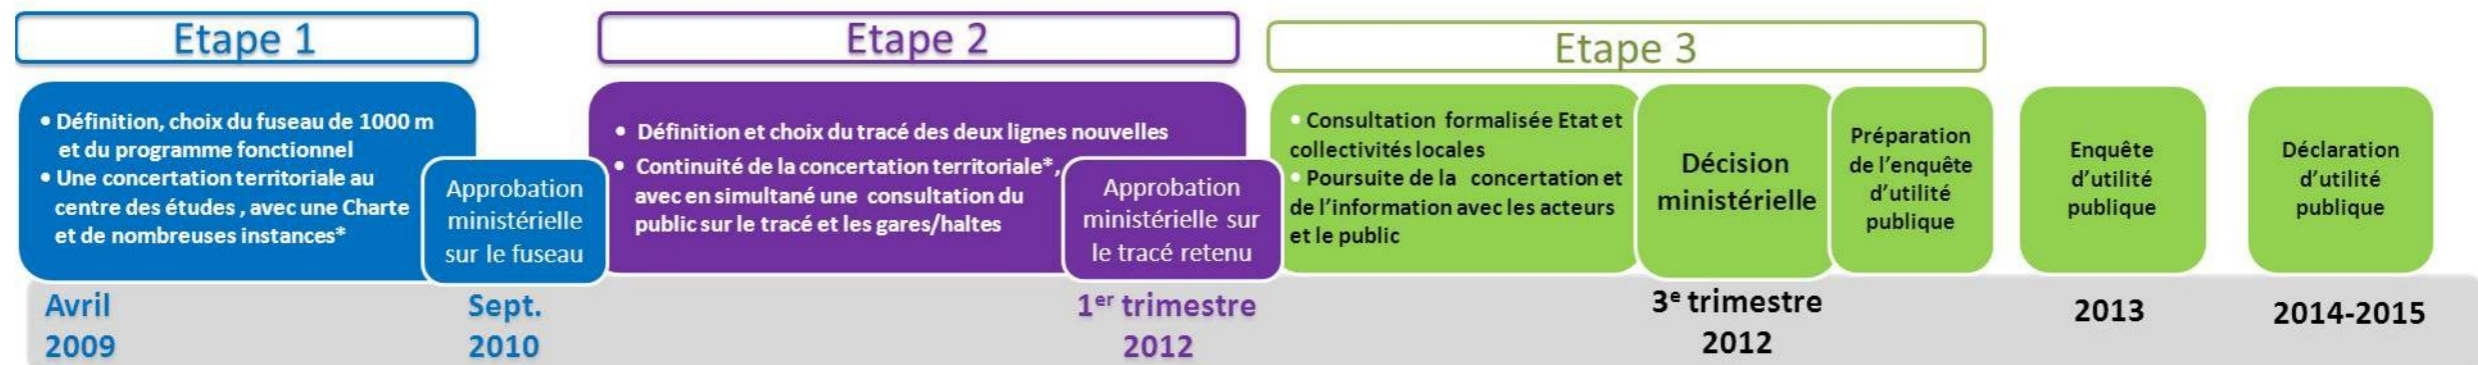 Etape 1
• Définition, choix du fuseau de 1000 m
et du programme fonctionnel
• Une concertation territoriale au
centre des études , avec une Charte
et de nombreuses instances*
Approbation
ministérielle
sur le fuseau
Avril
2009
Sept.
2010
Etape 2
• Définition et choix du tracé des deux lignes nouvelles
• Continuité de la concertation territoriale*,
avec en simultané une consultation du
public sur le tracé et les gares/haltes
Approbation
ministérielle sur
le tracé retenu
1er trimestre
2012
Etape 3
• Consultation formalisée Etat et
collectivités locales
• Poursuite de la concertation et
de l'information avec les acteurs
et le public
Décision
ministérielle
Préparation
de l'enquête
d'utilité
publique
3e trimestre
2012
Enquête
d'utilité
publique
2013
Déclaration
d'utilité
publique
2014-2015